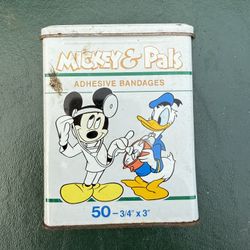 MICKEY & Pals
ADHESIVE BANDAGES
50 - 3/4" x 3"